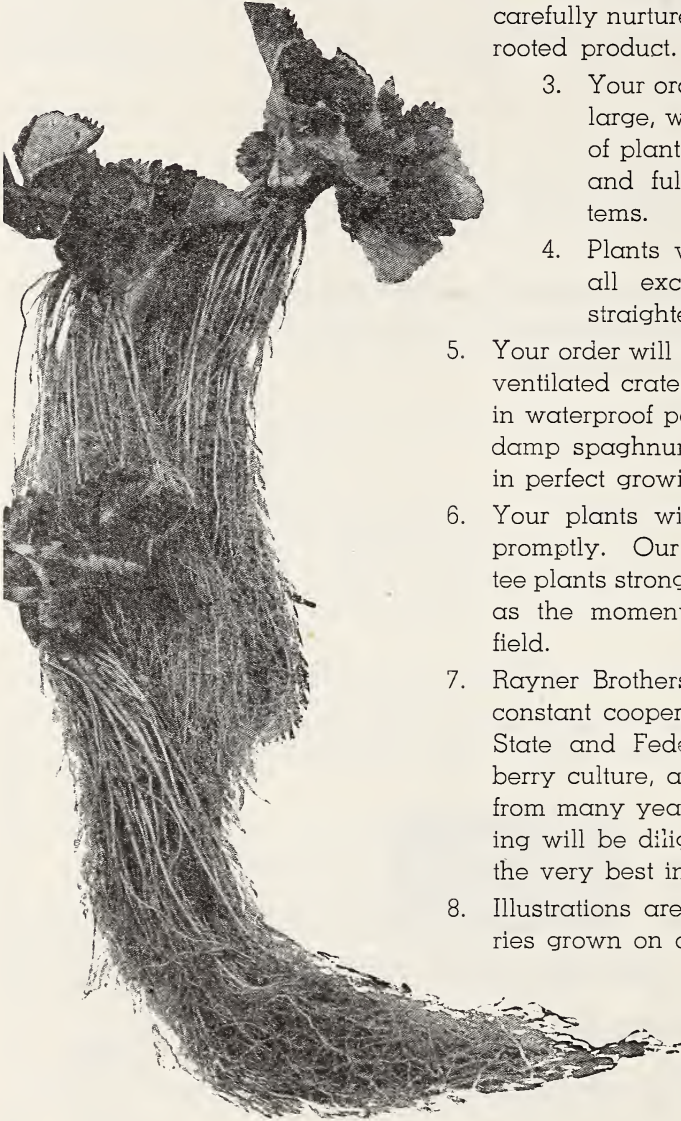 carefully nurture
rooted product.
3. Your ord
large, w
of plant
and ful
tems.
4. Plants
all exc
straighte
5. Your order will
ventilated crate
in waterproof p
damp spaghnu
in perfect growi
6. Your plants wi
promptly. Our
tee plants strong
as the momen
field.
7. Rayner Brothers
constant cooper
State and Fede
berry culture, a
from many yea
ing will be dilig
the very best in
8. Illustrations are
ries grown on